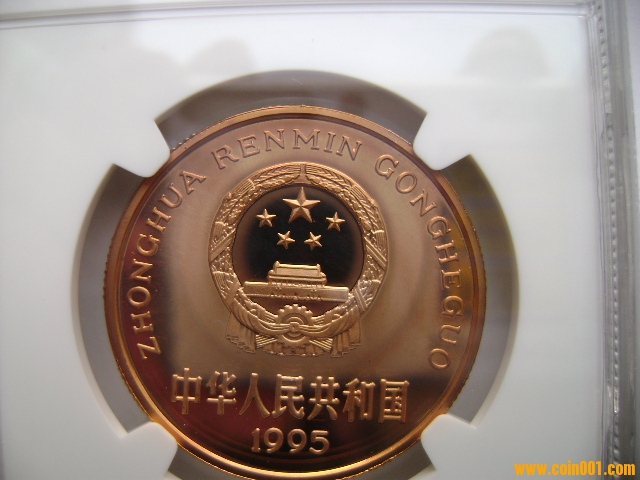 ZHONGHUA RENMIN GONGHEGUO
中华人民共和国
1995
www.coin001.com